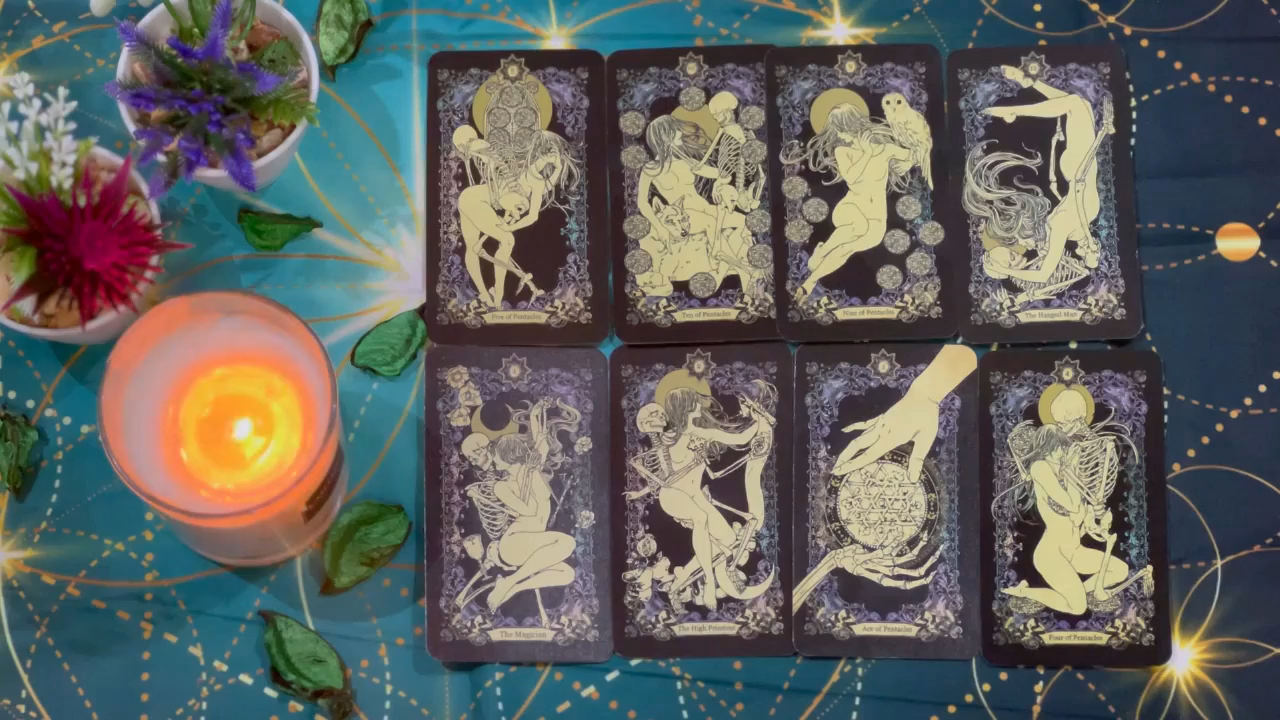 Five of Pentacles
Ten of Pentacles
Nine of Pentacles
The Hanged Man
The Magician
The High Priestess
Ace of Pentacles
Four of Pentacles